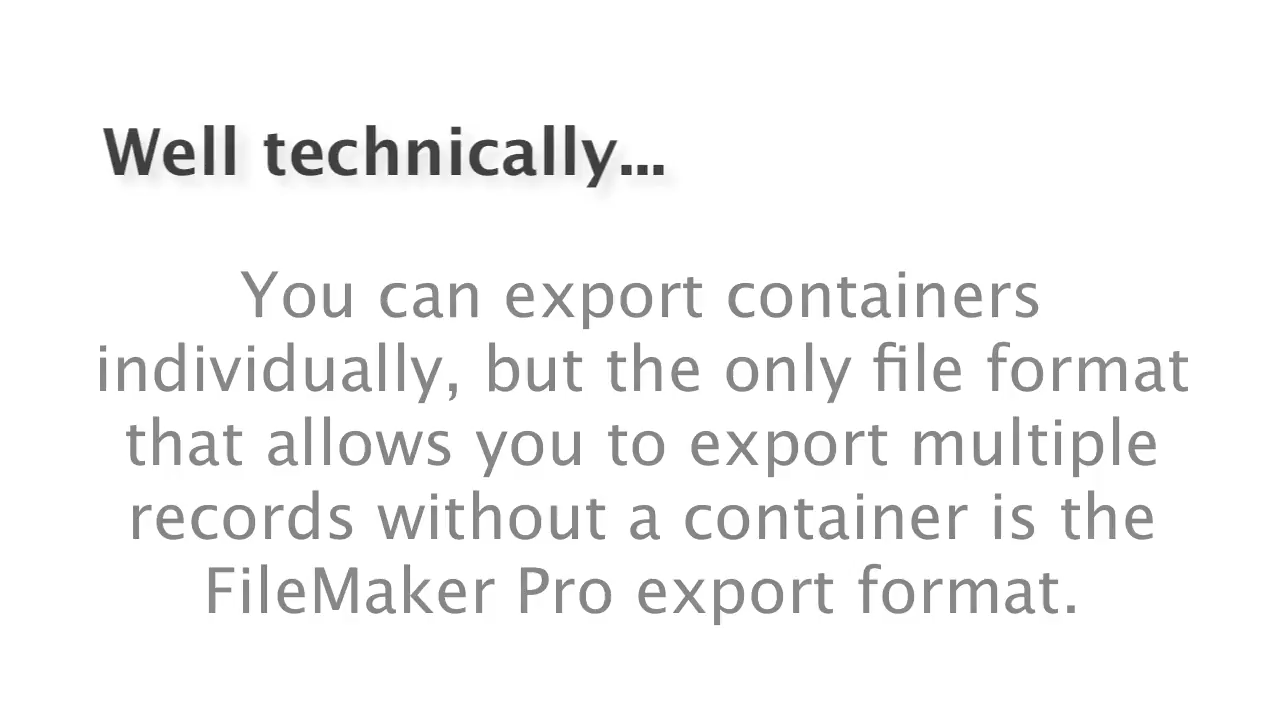 Well technically...
You can export containers
individually, but the only file format
that allows you to export multiple
records without a container is the
FileMaker Pro export format.